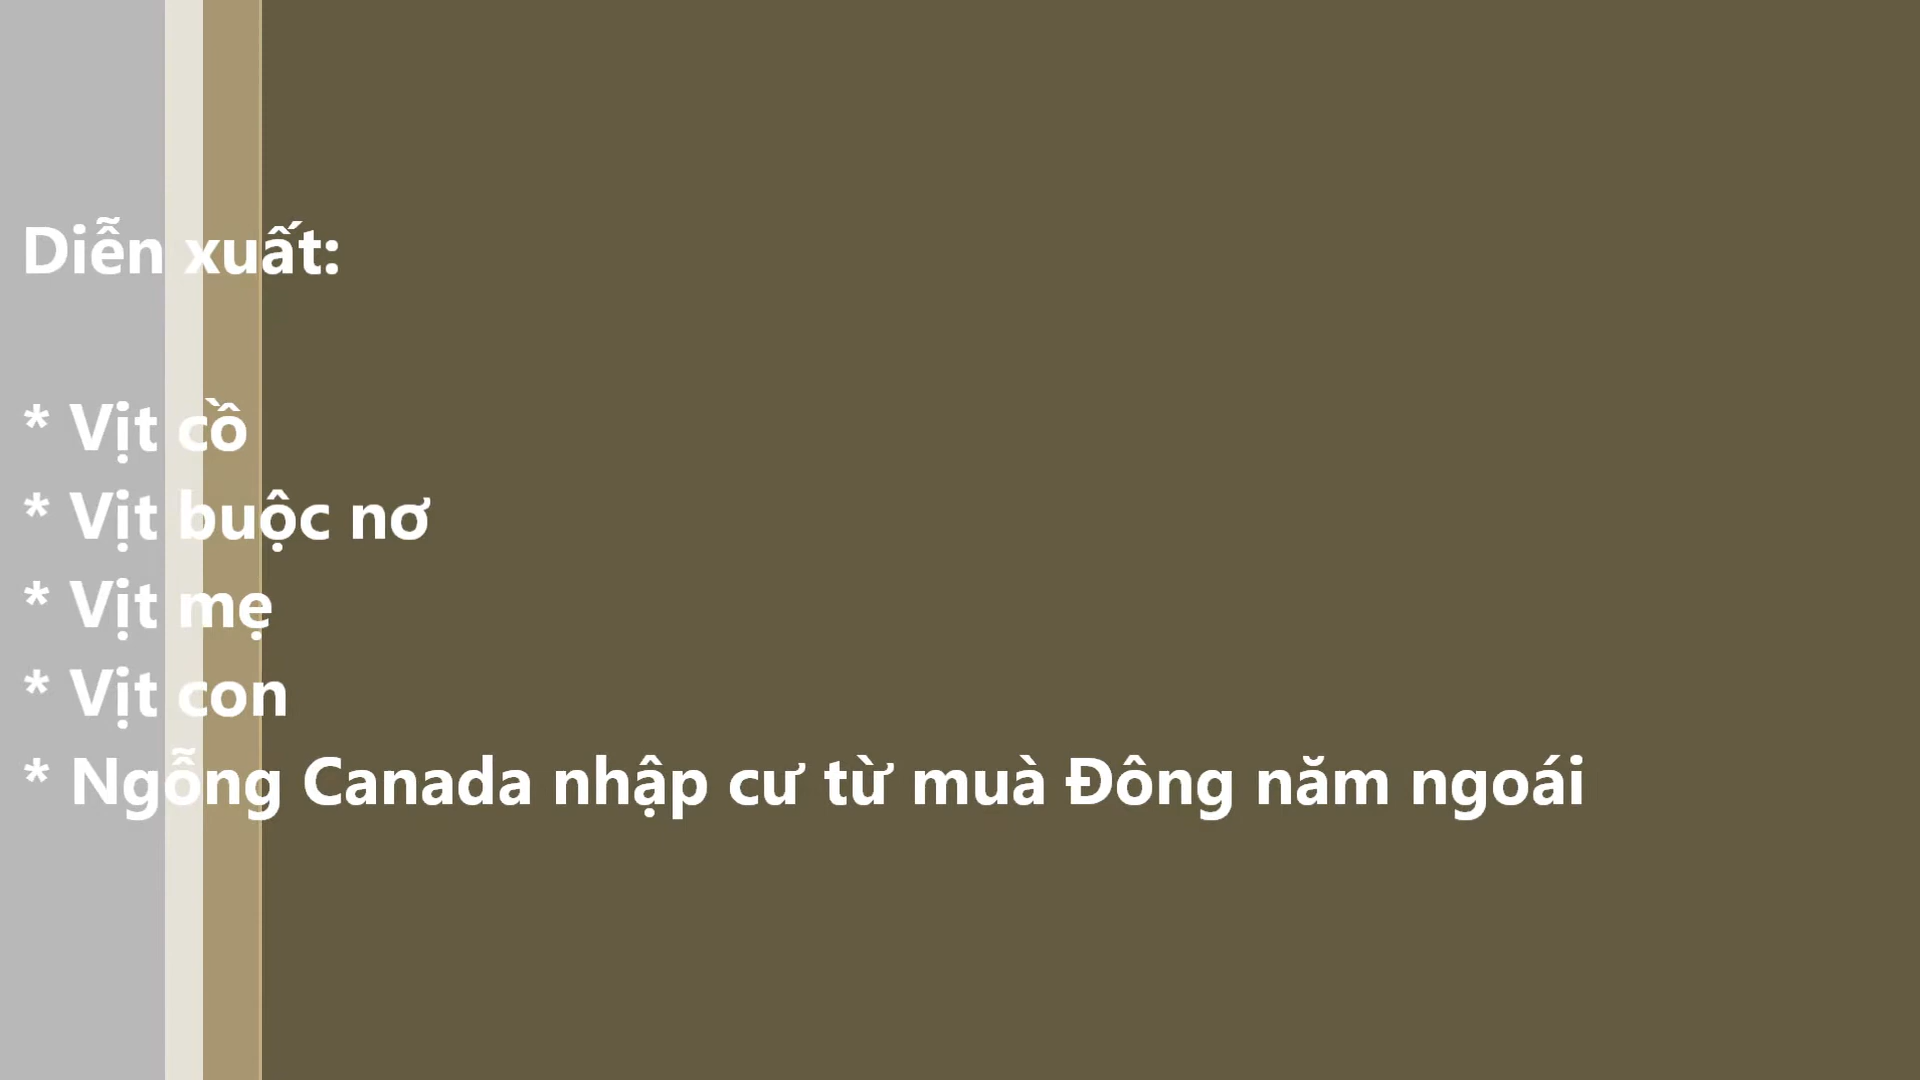 Diễn xuất:
* Vịt cồ
* Vịt buộc nơ
* Vịt mẹ
* Vịt con
* Ngỗng Canada nhập cư từ muà Đông năm ngoái